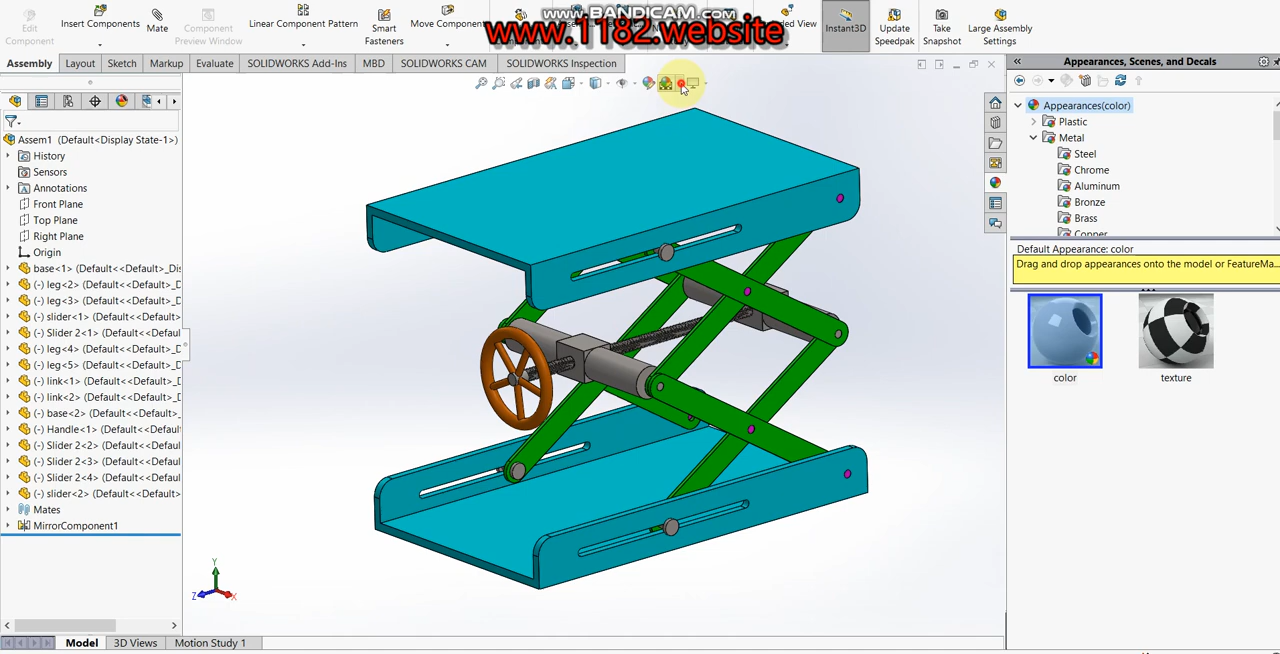 www.BANDICAM.com
www.1182.website
Edit Component
Insert Components
Mate
Component Preview Window
Linear Component Pattern
Smart Fasteners
Move Component
Instant3D
Update Speedpak
Take Snapshot
Large Assembly Settings
Assembly
Layout
Sketch
Markup
Evaluate
SOLIDWORKS Add-Ins
MBD
SOLIDWORKS CAM
SOLIDWORKS Inspection
Assem1 (Default<Display State-1>)
History
Sensors
Annotations
Front Plane
Top Plane
Right Plane
Origin
base<1> (Default<<Default>_Dis
(-) leg<2> (Default<<Default>_D
(-) leg<3> (Default<<Default>_D
(-) slider<1> (Default<<Default
(-) Slider 2<1> (Default<<Defau
(-) leg<4> (Default<<Default>_D
(-) leg<5> (Default<<Default>_D
(-) link<1> (Default<<Default>_D
(-) link<2> (Default<<Default>_D
(-) base<2> (Default<<Default>_
(-) Handle<1> (Default<<Default
(-) Slider 2<2> (Default<<Defau
(-) Slider 2<3> (Default<<Defau
(-) Slider 2<4> (Default<<Defau
(-) slider<2> (Default<<Default
Mates
MirrorComponent1
Y
Z
X
Model
3D Views
Motion Study 1
Appearances, Scenes, and Decals
Appearances(color)
Plastic
Metal
Steel
Chrome
Aluminum
Bronze
Brass
Copper
Default Appearance: color
Drag and drop appearances onto the model or FeatureMa...
color
texture